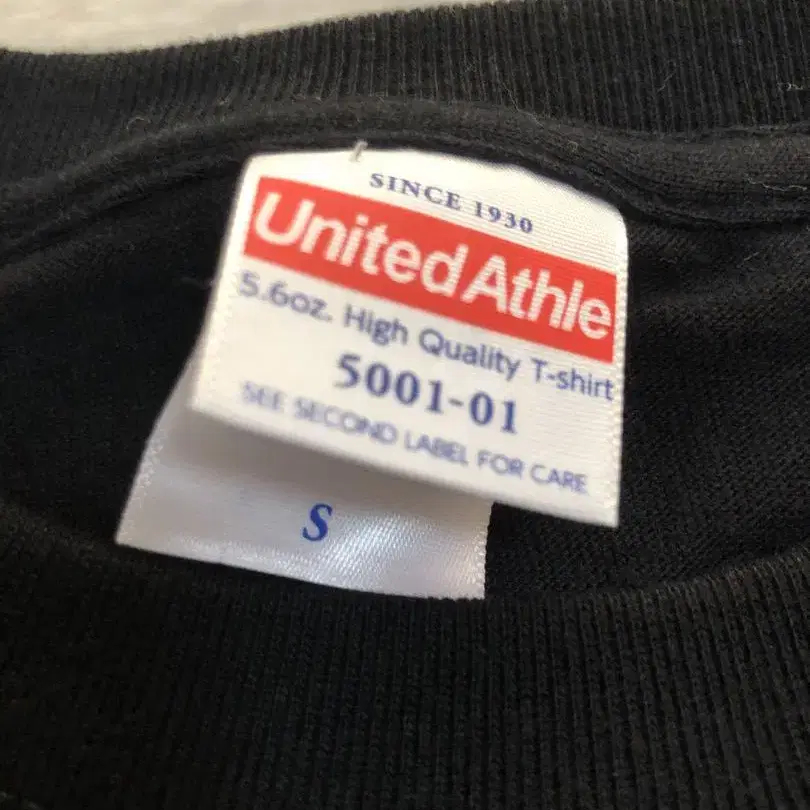 SINCE 1930
United Athle
5.6oz. High Quality T-shirt
5001-01
SEE SECOND LABEL FOR CARE
S